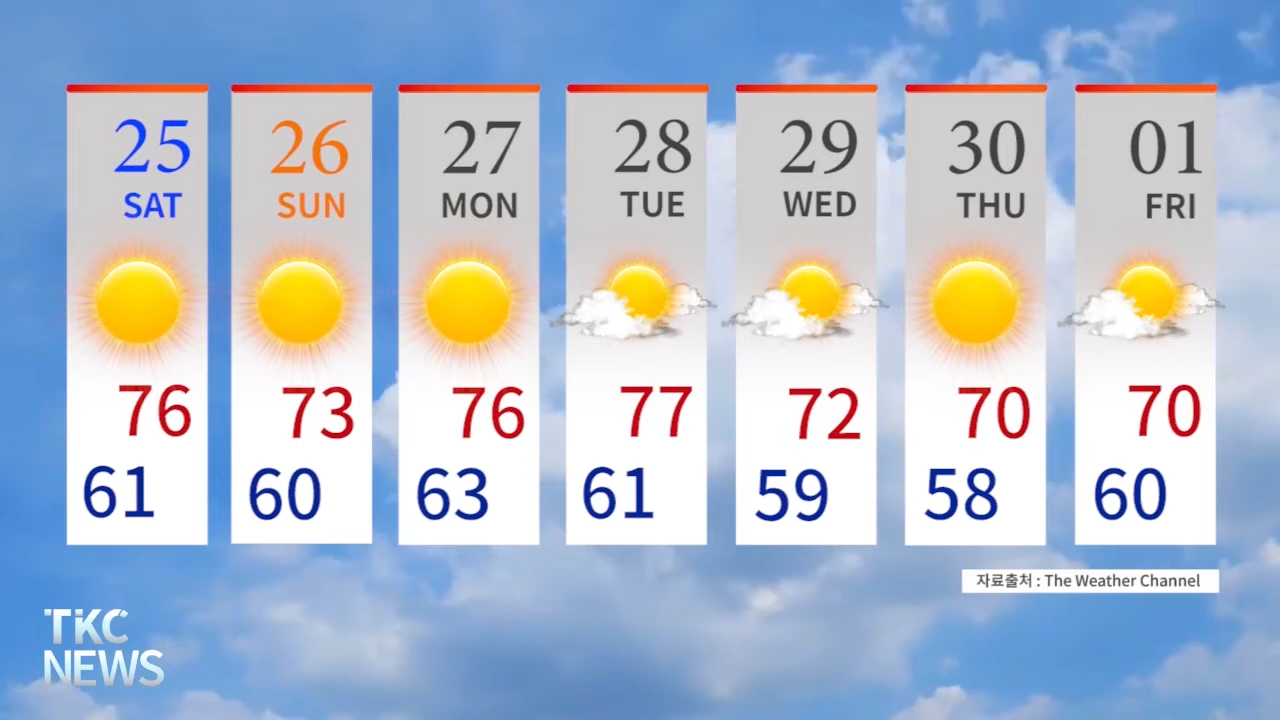 25
SAT
76
61
26
SUN
73
60
27
MON
76
63
28
TUE
77
61
29
WED
72
59
30
THU
70
58
01
FRI
70
60
자료출처 : The Weather Channel
TKC
NEWS